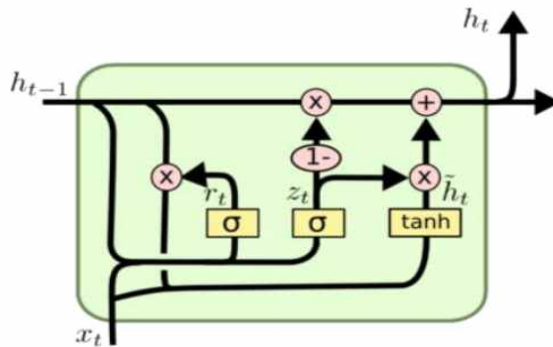 h_t
h_{t-1}
×
+
1-
×
×
r_t
z_t
h̃_t
σ
σ
tanh
x_t